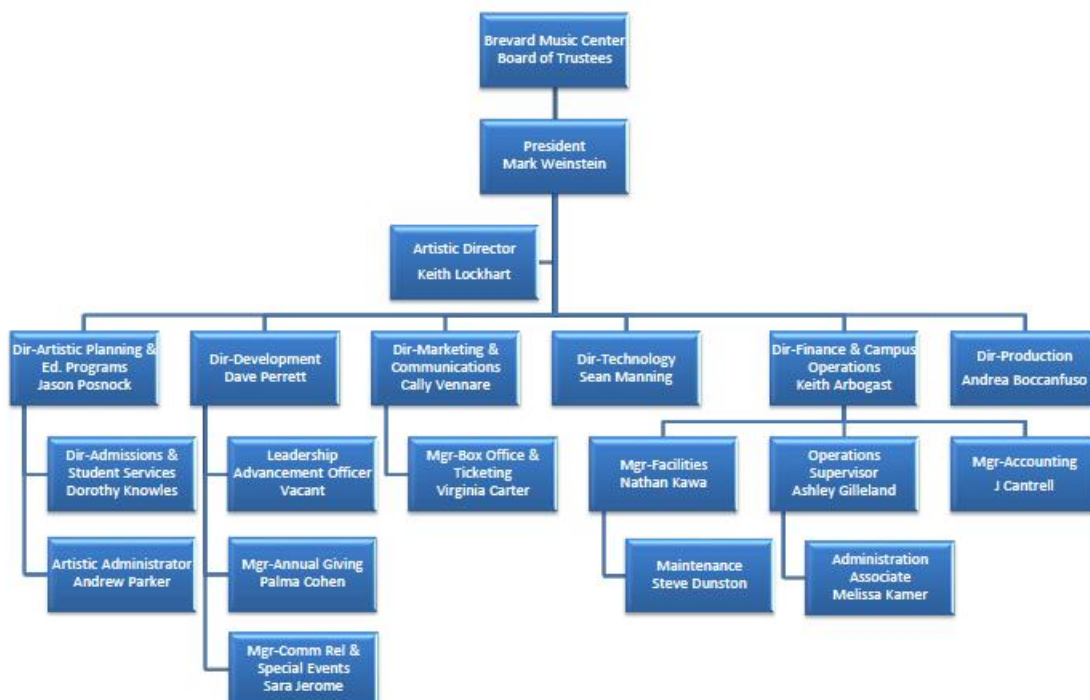 Brevard Music Center
Board of Trustees
President
Mark Weinstein
Artistic Director
Keith Lockhart
Dir-Artistic Planning &
Ed. Programs
Jason Posnock
Dir-Development
Dave Perrett
Dir-Marketing &
Communications
Cally Vennare
Dir-Technology
Sean Manning
Dir-Finance & Campus
Operations
Keith Arbogast
Dir-Production
Andrea Boccanfuso
Dir-Admissions &
Student Services
Dorothy Knowles
Leadership
Advancement Officer
Vacant
Mgr-Box Office &
Ticketing
Virginia Carter
Mgr-Facilities
Nathan Kawa
Operations
Supervisor
Ashley Gilleland
Mgr-Accounting
J Cantrell
Artistic Administrator
Andrew Parker
Mgr-Annual Giving
Palma Cohen
Maintenance
Steve Dunston
Administration
Associate
Melissa Kamer
Mgr-Comm Rel &
Special Events
Sara Jerome